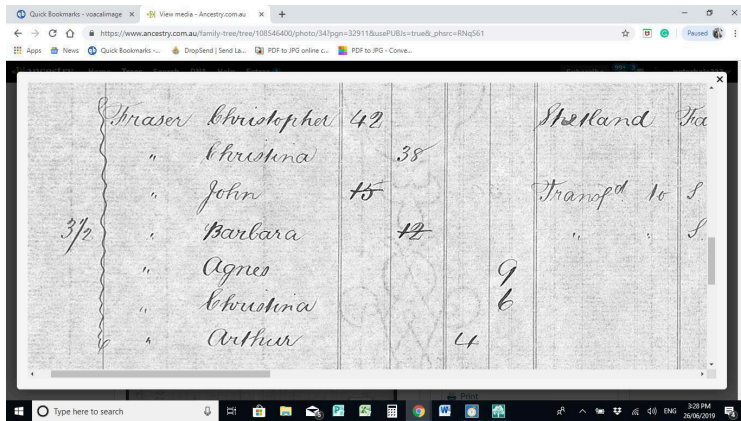 Quick Bookmarks - voacalimage
View media - Ancestry.com.au
https://www.ancestry.com.au/family-tree/tree/108546400/photo/34?pgn=32911&usePUBJs=true&_phsrc=RNq561
Paused
Apps News Quick Bookmarks -... DropSend | Send La... PDF to JPG online c... PDF to JPG - Conve...
Fraser Christopher 42 Shetland Fa
" Christina 38
" John 15 Transfd to S.
3/2 " Barbara 12 " " S.
" Agnes 9
" Christina 6
" Arthur 4
Print
Type here to search
ENG
3:28 PM
26/06/2019